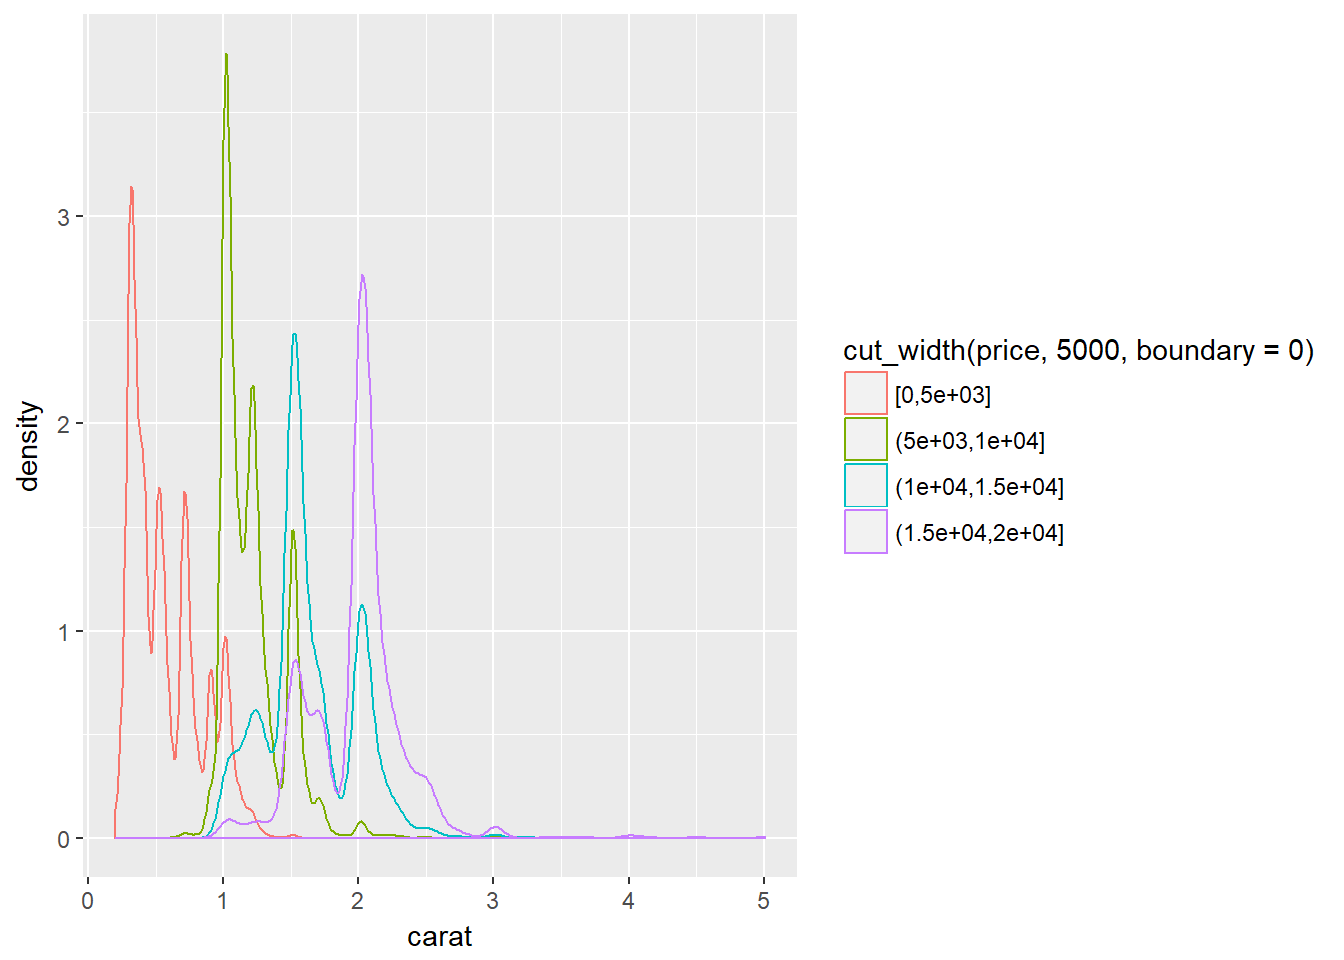 3
2
1
0
density
0 1 2 3 4 5
carat
cut_width(price, 5000, boundary = 0)
[0,5e+03]
(5e+03,1e+04]
(1e+04,1.5e+04]
(1.5e+04,2e+04]